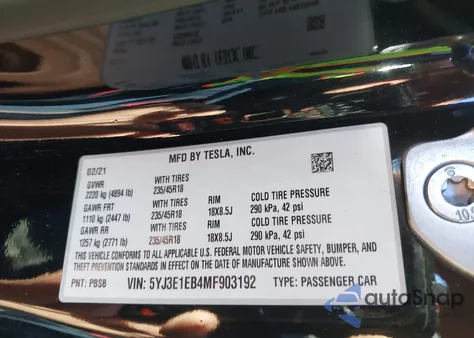 MFD BY TESLA, INC.
02/21
GVWR WITH TIRES
2220 kg (4894 lb) 235/45R18 RIM COLD TIRE PRESSURE
GAWR FRT WITH TIRES 18X8.5J 290 kPa, 42 psi
1110 kg (2447 lb) 235/45R18
GAWR RR WITH TIRES RIM COLD TIRE PRESSURE
1257 kg (2771 lb) 235/45R18 18X8.5J 290 kPa, 42 psi
THIS VEHICLE CONFORMS TO ALL APPLICABLE U.S. FEDERAL MOTOR VEHICLE SAFETY, BUMPER, AND
THEFT PREVENTION STANDARDS IN EFFECT ON THE DATE OF MANUFACTURE SHOWN ABOVE.
PNT: PBSB VIN: 5YJ3E1EB4MF903192 TYPE: PASSENGER CAR
autoSnap